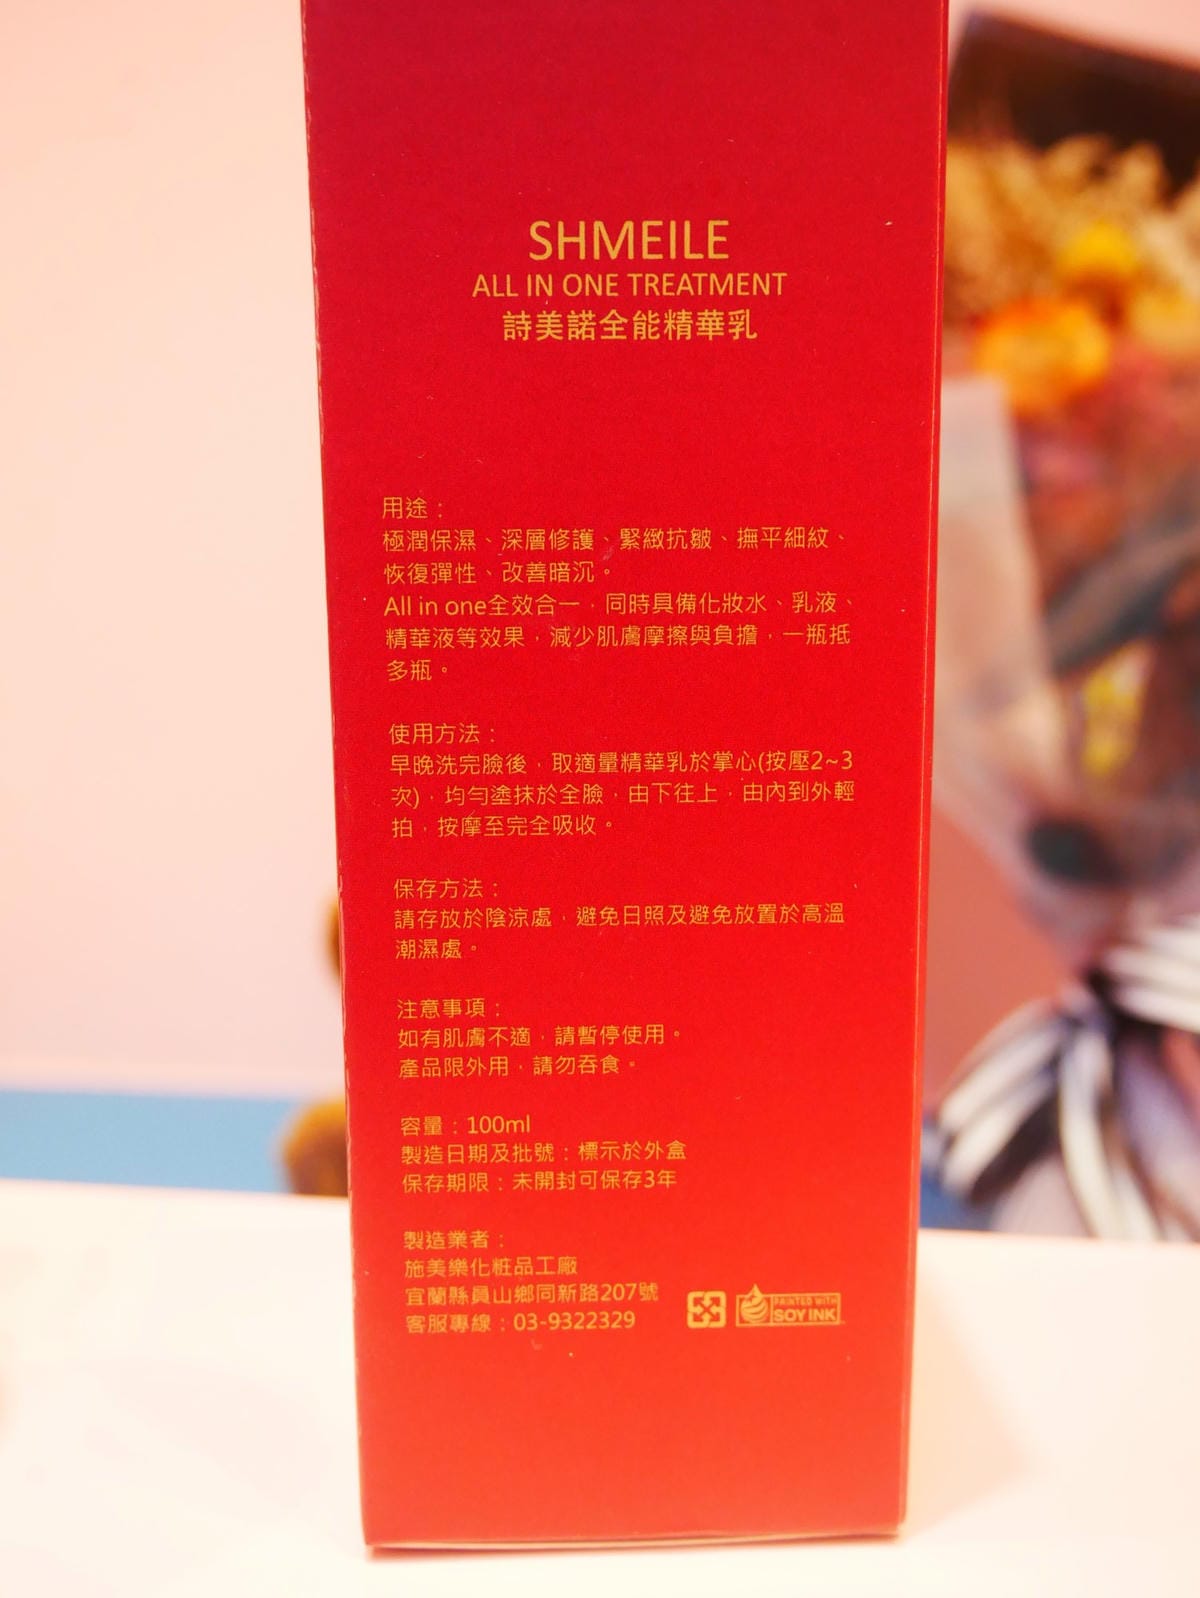 SHMEILE
ALL IN ONE TREATMENT
詩美諾全能精華乳
用途：
極潤保濕、深層修護、緊緻抗皺、撫平細紋、
恢復彈性、改善暗沉。
All in one全效合一，同時具備化妝水、乳液、
精華液等效果，減少肌膚摩擦與負擔，一瓶抵
多瓶。
使用方法：
早晚洗完臉後，取適量精華乳於掌心(按壓2~3
次)，均勻塗抹於全臉，由下往上，由內到外輕
拍，按摩至完全吸收。
保存方法：
請存放於陰涼處，避免日照及避免放置於高溫
潮濕處。
注意事項：
如有肌膚不適，請暫停使用。
產品限外用，請勿吞食。
容量：100ml
製造日期及批號：標示於外盒
保存期限：未開封可保存3年
製造業者：
施美樂化粧品工廠
宜蘭縣員山鄉同新路207號
客服專線：03-9322329
PRINTED WITH
SOY INK